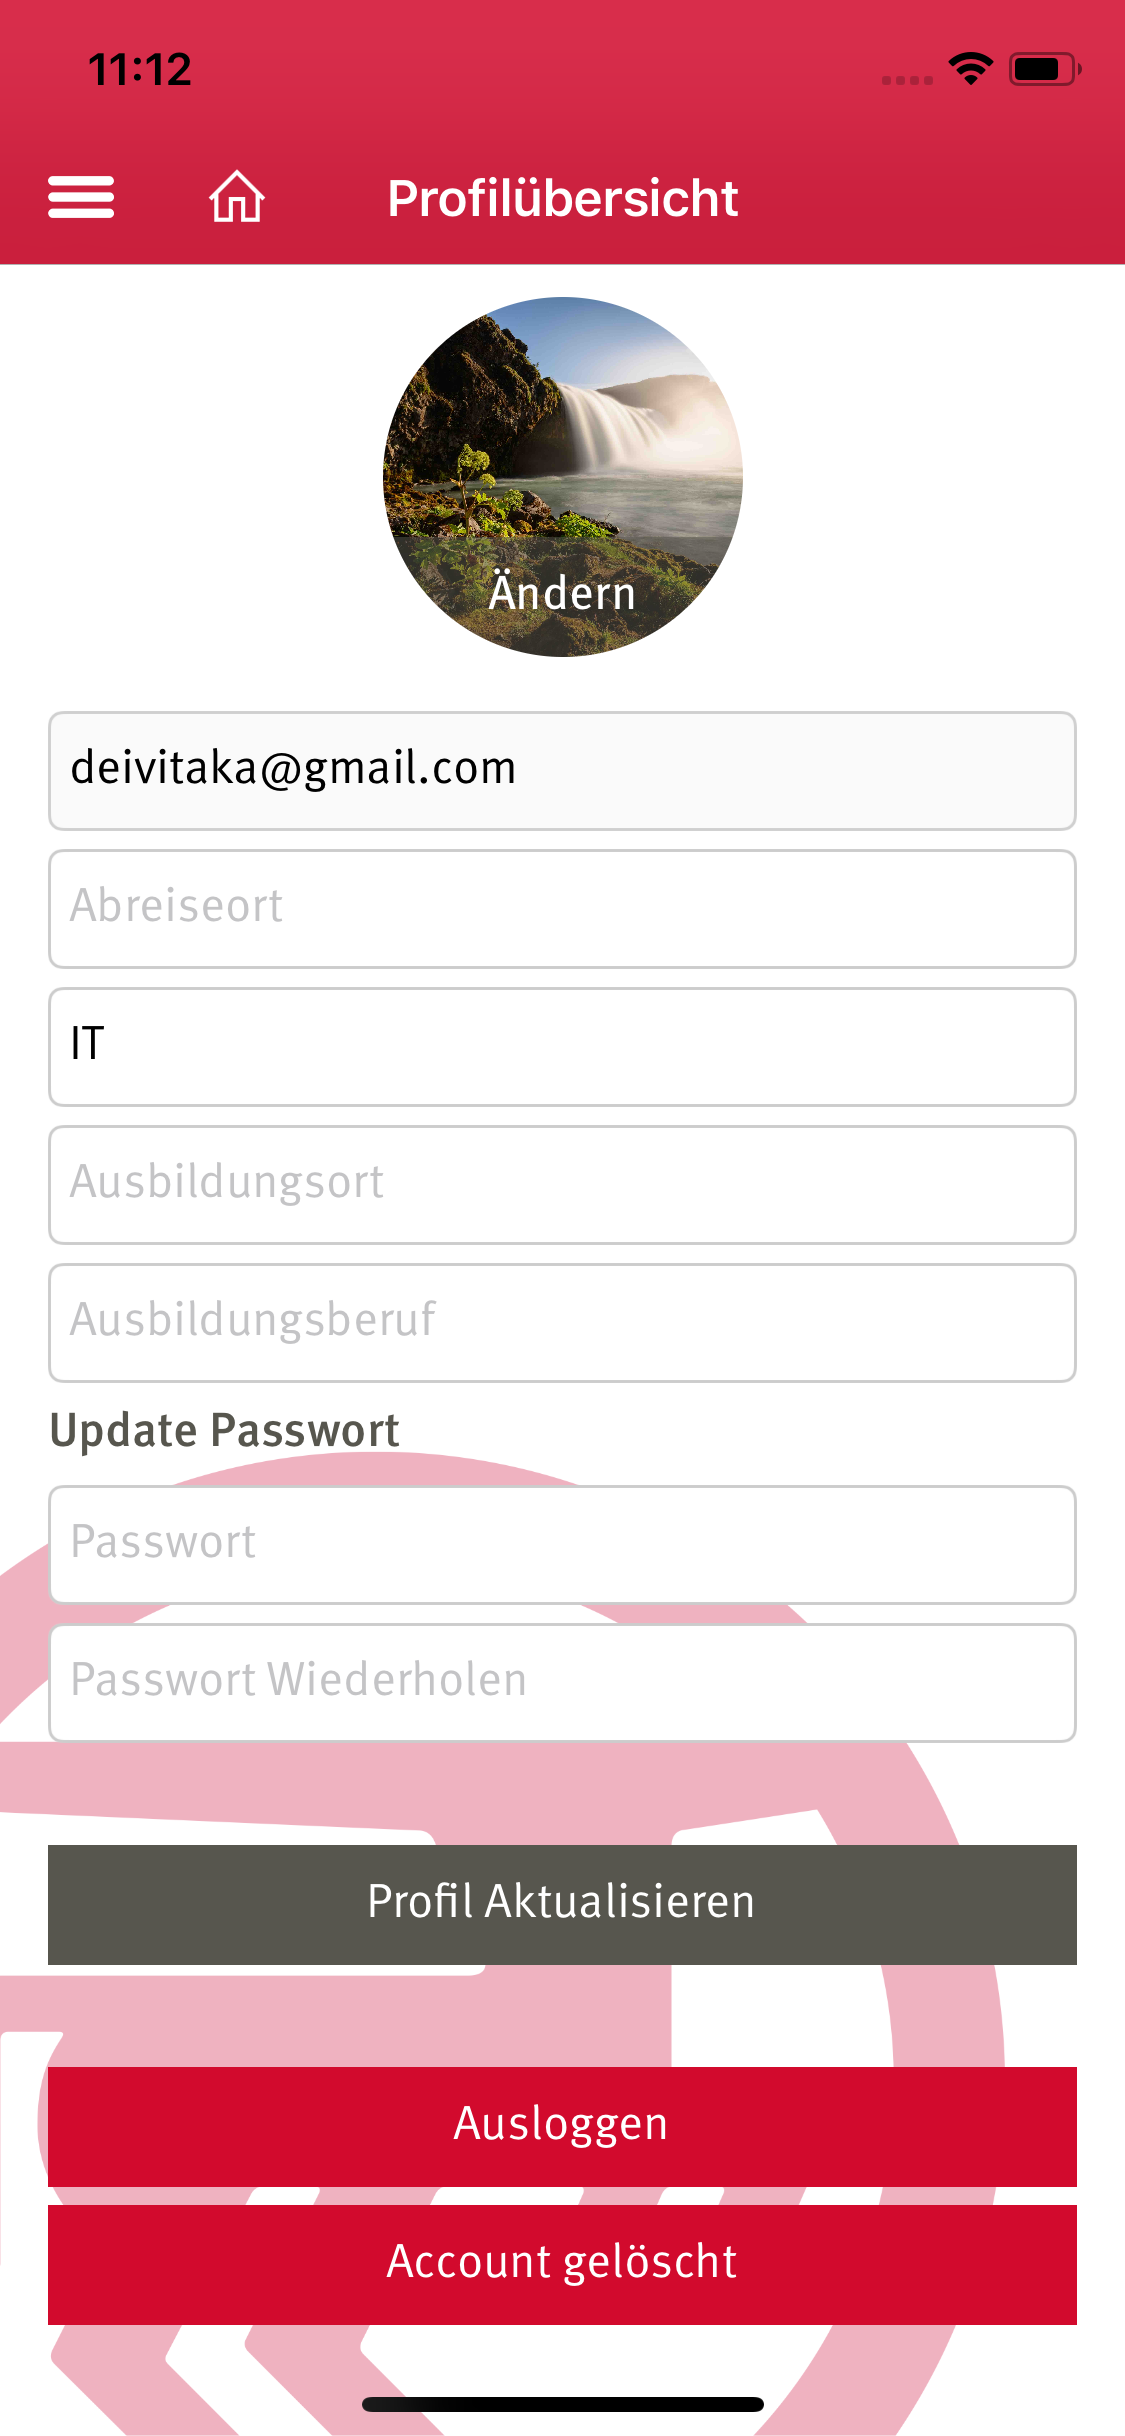 11:12
Profilübersicht
Ändern
deivitaka@gmail.com
Abreiseort
IT
Ausbildungsort
Ausbildungsberuf
Update Passwort
Passwort
Passwort Wiederholen
Profil Aktualisieren
Ausloggen
Account gelöscht